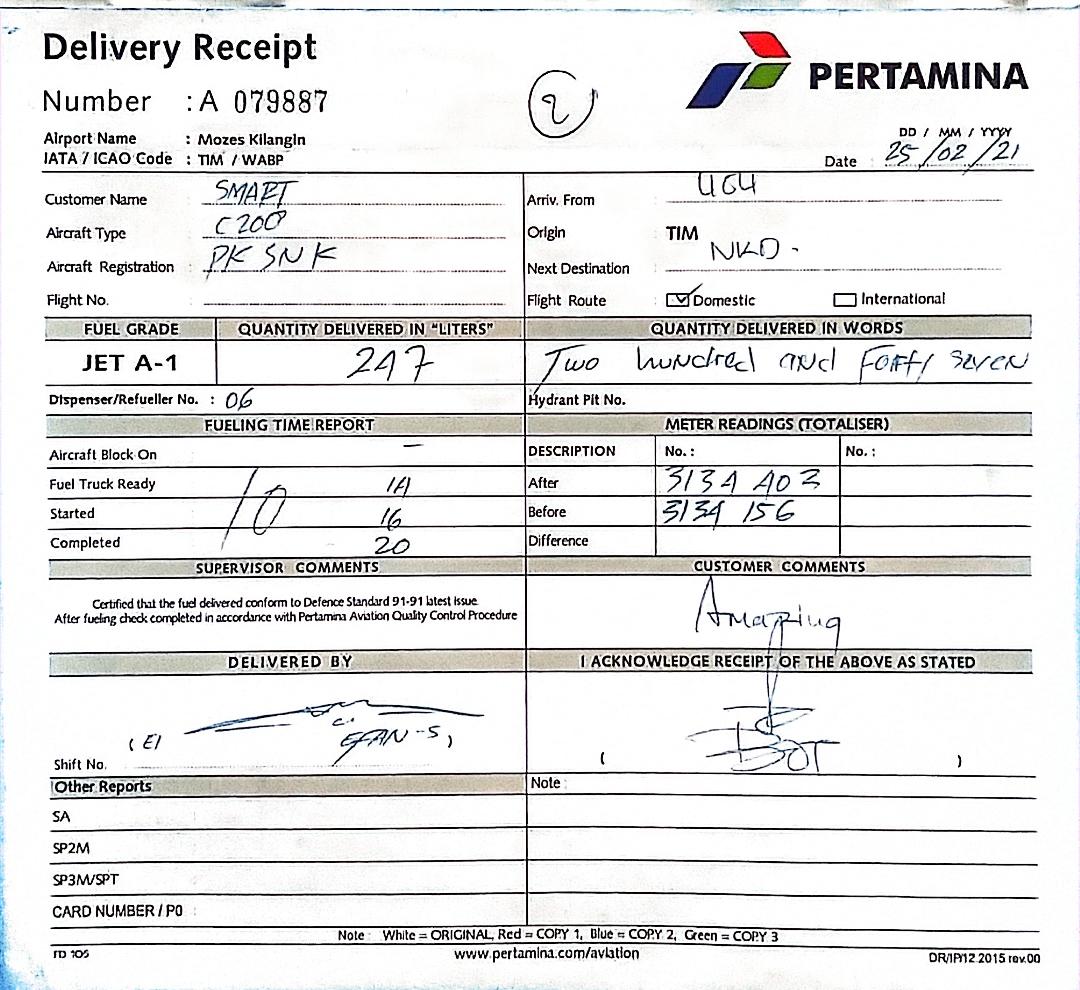 Delivery Receipt
PERTAMINA
Number : A 079887
2
Airport Name : Mozes Kilangin
IATA / ICAO Code : TIM / WABP
DD / MM / YYYY
Date : 25/02/21
Customer Name : SMART
Arriv. From : UGU
Aircraft Type : C 208
Origin : TIM
Aircraft Registration : PK SNK
Next Destination : NKD -
Flight No. :
Flight Route : Domestic International
FUEL GRADE QUANTITY DELIVERED IN "LITERS" QUANTITY DELIVERED IN WORDS
JET A-1 247 Two hundred and Forty seven
Dispenser/Refueller No. : 06 Hydrant Pit No.
FUELING TIME REPORT METER READINGS (TOTALISER)
Aircraft Block On – DESCRIPTION No. : No. :
Fuel Truck Ready 14 After 3134 403
Started 10 16 Before 3134 156
Completed 20 Difference
SUPERVISOR COMMENTS CUSTOMER COMMENTS
Certified that the fuel delivered conform to Defence Standard 91-91 latest issue.
After fueling check completed in accordance with Pertamina Aviation Quality Control Procedure
Amazing
DELIVERED BY I ACKNOWLEDGE RECEIPT OF THE ABOVE AS STATED
( )
Shift No. ( )
Other Reports Note :
SA
SP2M
SP3M/SPT
CARD NUMBER / PO :
Note : White = ORIGINAL, Red = COPY 1, Blue = COPY 2, Green = COPY 3
FD 105 www.pertamina.com/aviation DR/IP/12.2015 rev.00